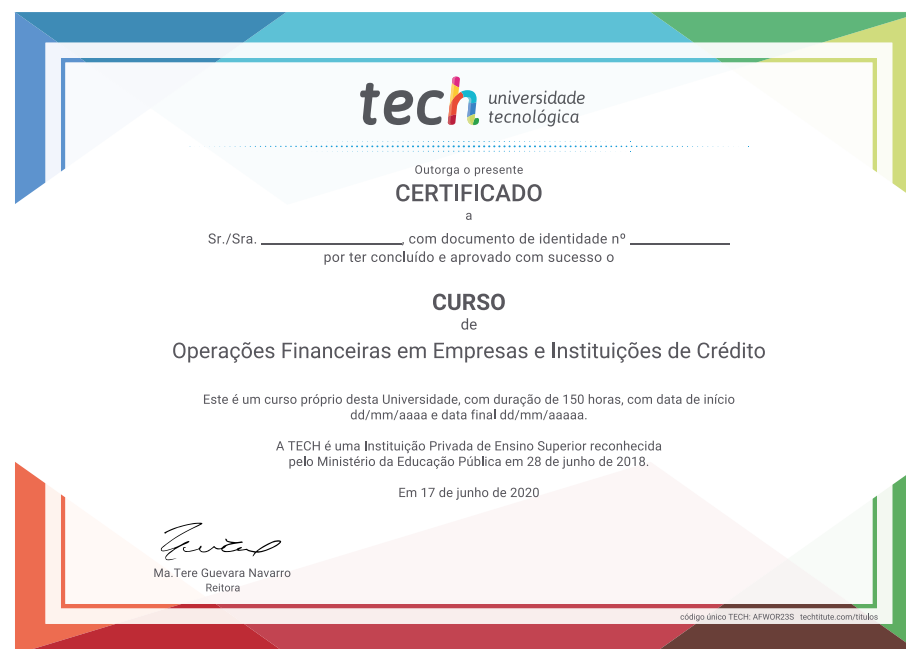 tech universidade
tecnológica
Outorga o presente
CERTIFICADO
a
Sr./Sra. ____________, com documento de identidade nº ____________
por ter concluído e aprovado com sucesso o
CURSO
de
Operações Financeiras em Empresas e Instituições de Crédito
Este é um curso próprio desta Universidade, com duração de 150 horas, com data de início
dd/mm/aaaa e data final dd/mm/aaaaa.
A TECH é uma Instituição Privada de Ensino Superior reconhecida
pelo Ministério da Educação Pública em 28 de junho de 2018.
Em 17 de junho de 2020
Ma.Tere Guevara Navarro
Reitora
código único TECH: AFWOR23S techtitute.com/titulos